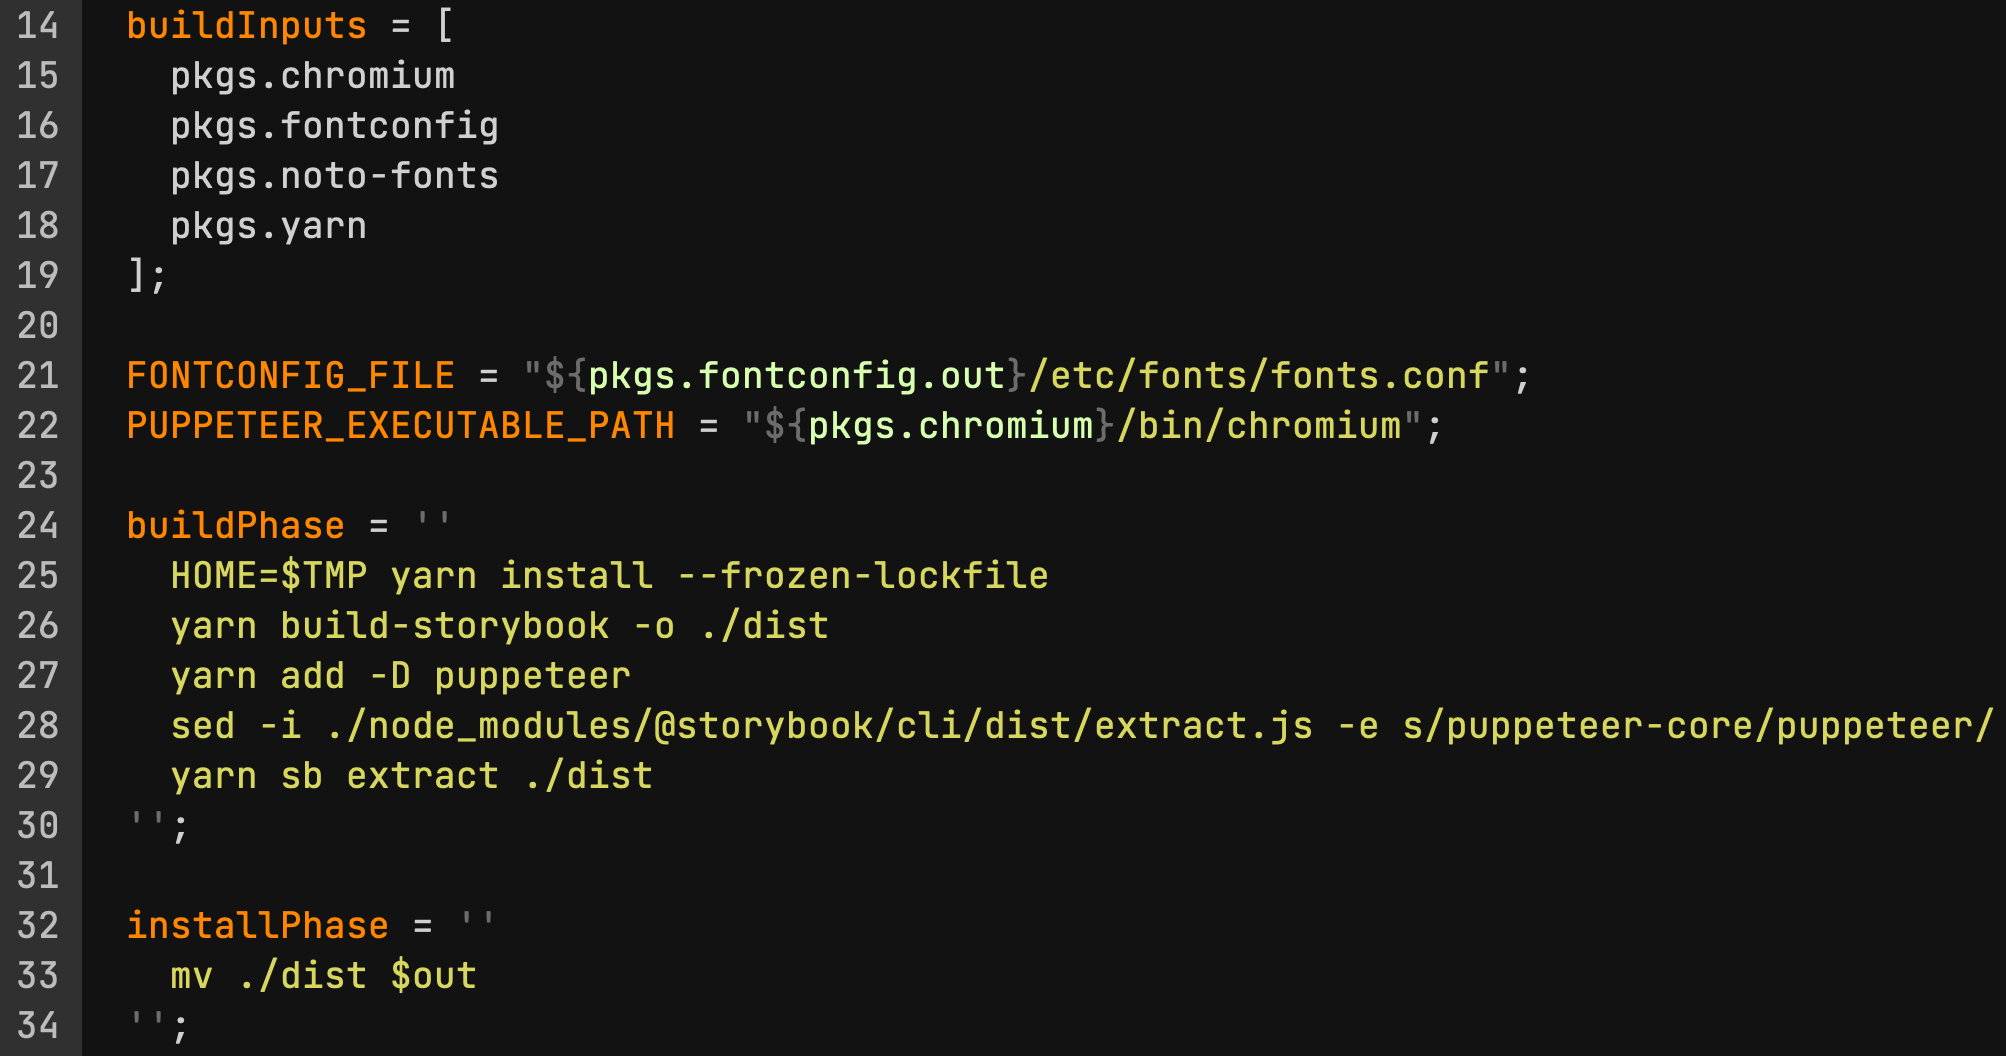 14 buildInputs = [
15   pkgs.chromium
16   pkgs.fontconfig
17   pkgs.noto-fonts
18   pkgs.yarn
19 ];
20
21 FONTCONFIG_FILE = "${pkgs.fontconfig.out}/etc/fonts/fonts.conf";
22 PUPPETEER_EXECUTABLE_PATH = "${pkgs.chromium}/bin/chromium";
23
24 buildPhase = ''
25   HOME=$TMP yarn install --frozen-lockfile
26   yarn build-storybook -o ./dist
27   yarn add -D puppeteer
28   sed -i ./node_modules/@storybook/cli/dist/extract.js -e s/puppeteer-core/puppeteer/
29   yarn sb extract ./dist
30 '';
31
32 installPhase = ''
33   mv ./dist $out
34 '';